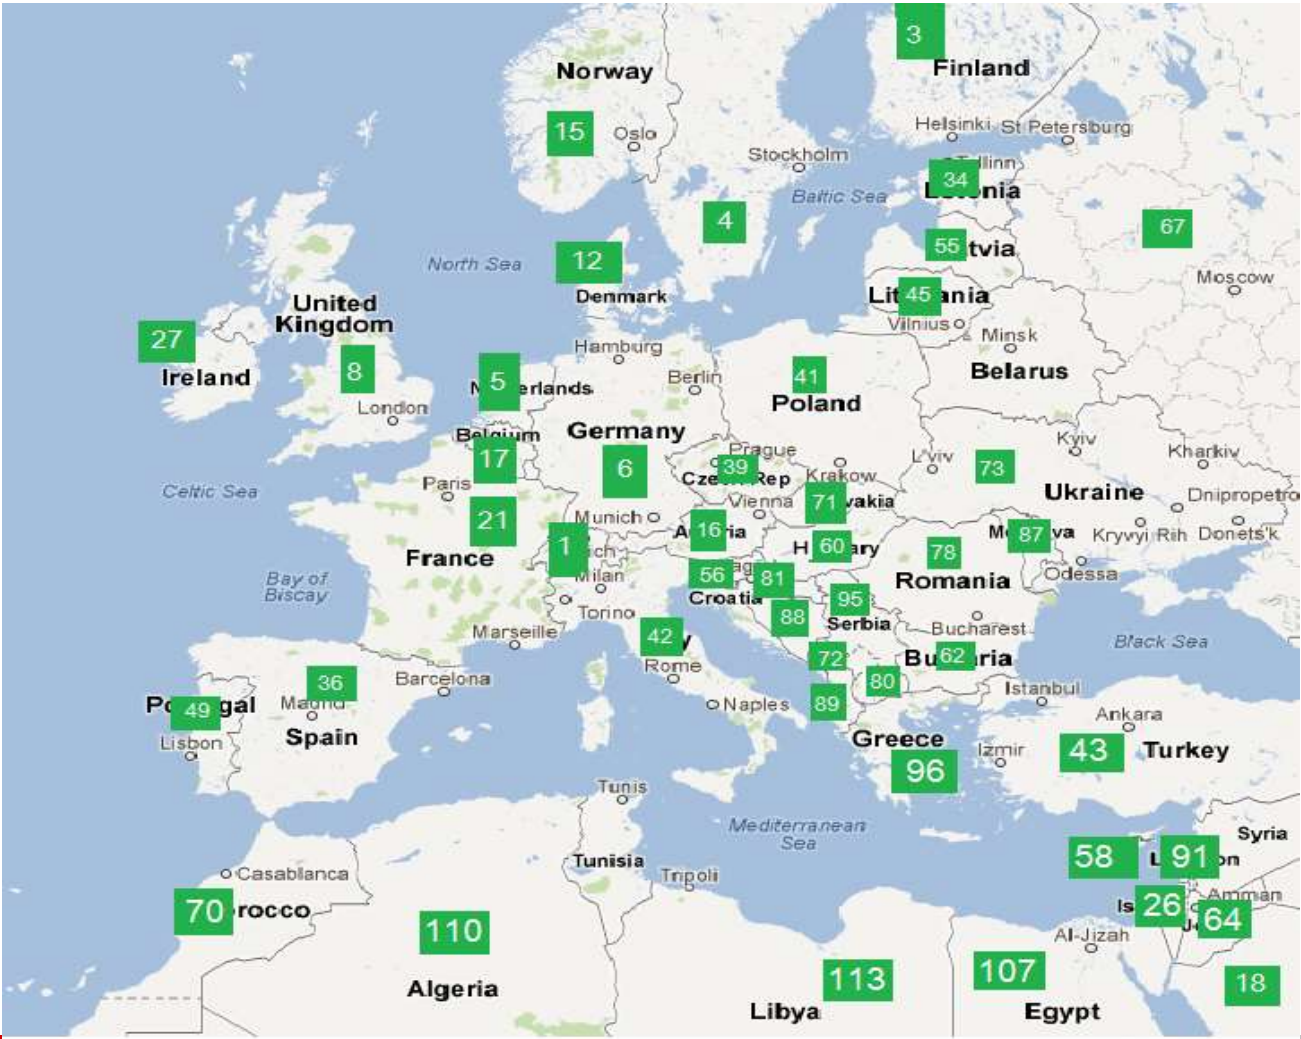 3
Finland
Norway
15
Oslo
Helsinki
St Petersburg
Stockholm
34
Baltic Sea
67
4
55
tvia
North Sea
12
Moscow
Denmark
45
Vilnius
United
Kingdom
Minsk
27
Hamburg
Ireland
8
5
Berlin
41
Belarus
Poland
London
Belgium
Germany
17
Prague
39
Krakow
L'viv
Kyiv
Kharkiv
6
73
Celtic Sea
Paris
Ukraine
Dnipropetro
71
vakia
Vienna
21
Munich
16
87
Kryvyi Rih
Donets'k
France
1
60
78
Milan
56
81
Romania
Odessa
Bay of
Biscay
Croatia
95
Torino
88
Serbia
Marseille
42
Bucharest
Black Sea
Rome
72
62
36
Barcelona
80
Istanbul
49
Madrid
Naples
89
Ankara
Lisbon
Spain
Greece
Izmir
43
Turkey
96
Tunis
Mediterranean
Sea
Syria
58
91
on
Casablanca
Tunisia
Tripoli
Amman
70
rocco
26
64
110
Al-Jizah
Algeria
113
107
18
Libya
Egypt